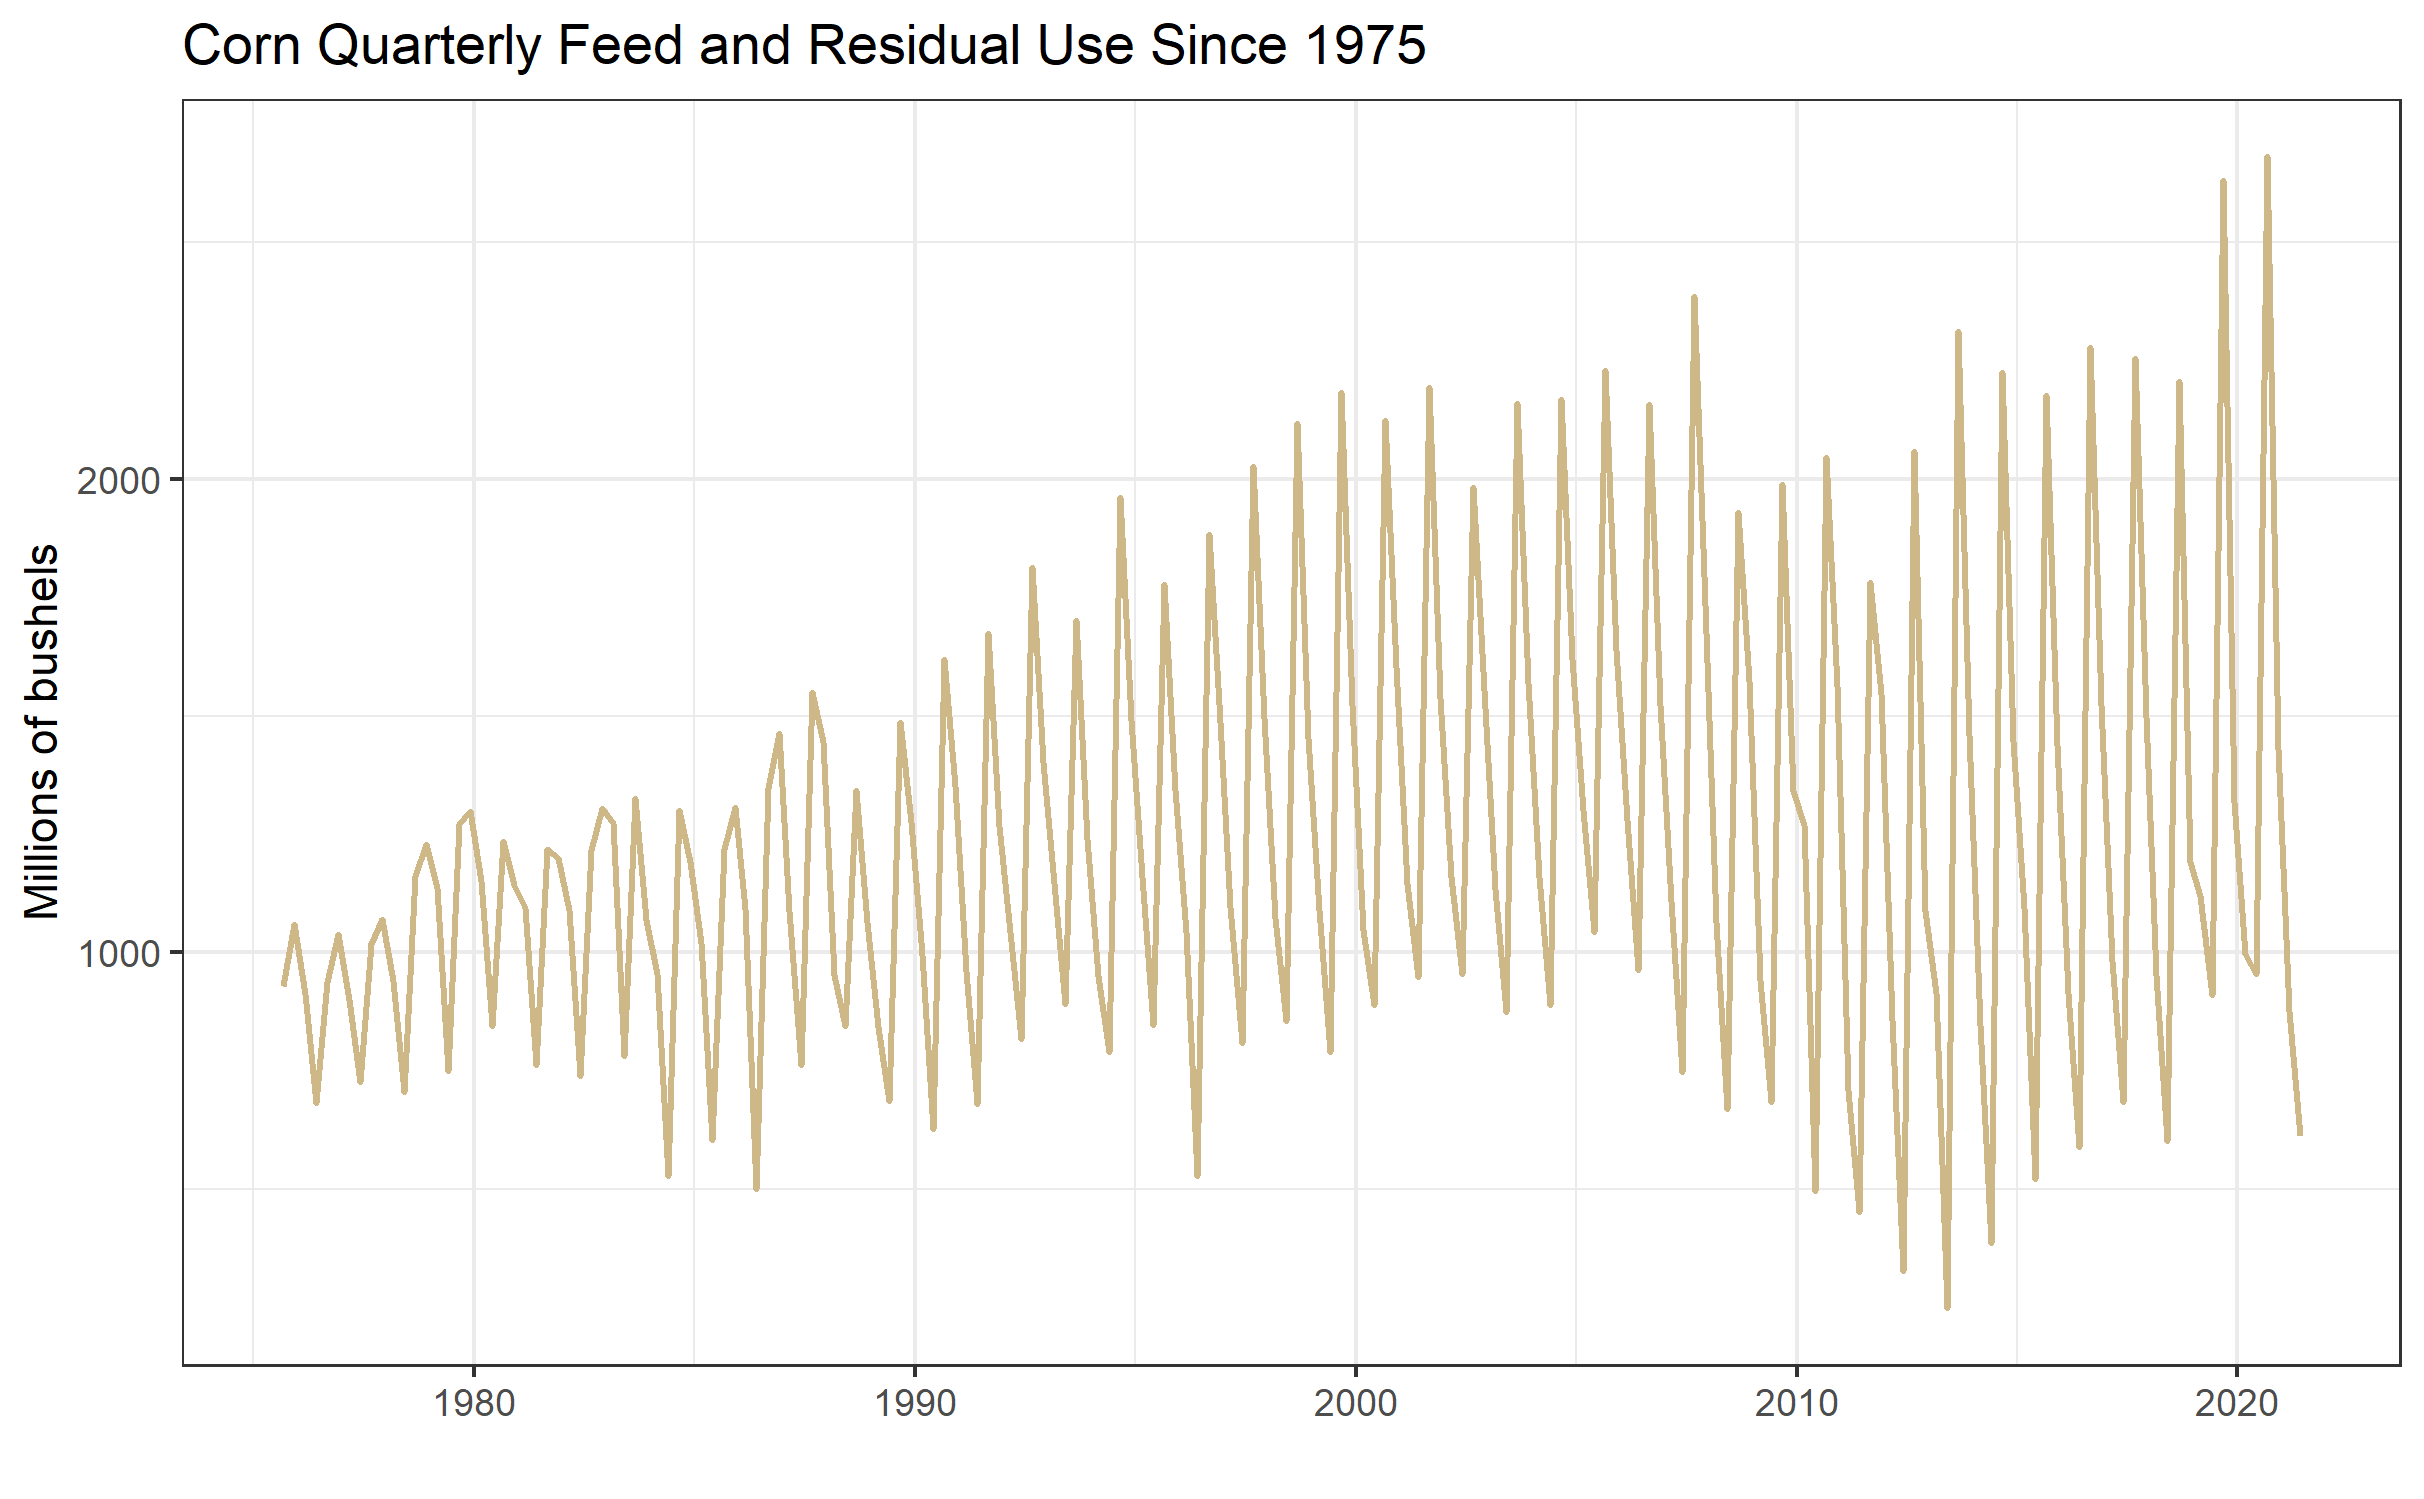 Corn Quarterly Feed and Residual Use Since 1975
Millions of bushels
2000
1000
1980 1990 2000 2010 2020